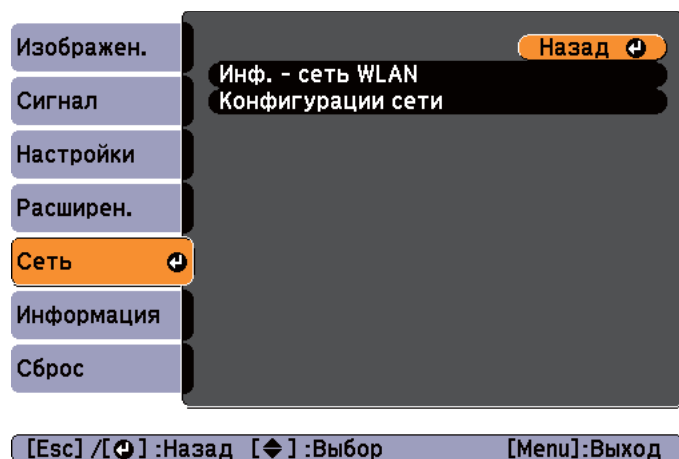 Изображен.
Сигнал
Настройки
Расширен.
Сеть
Информация
Сброс
Назад
Инф. - сеть WLAN
Конфигурации сети
[Esc] /[ ] :Назад [ ] :Выбор [Menu]:Выход